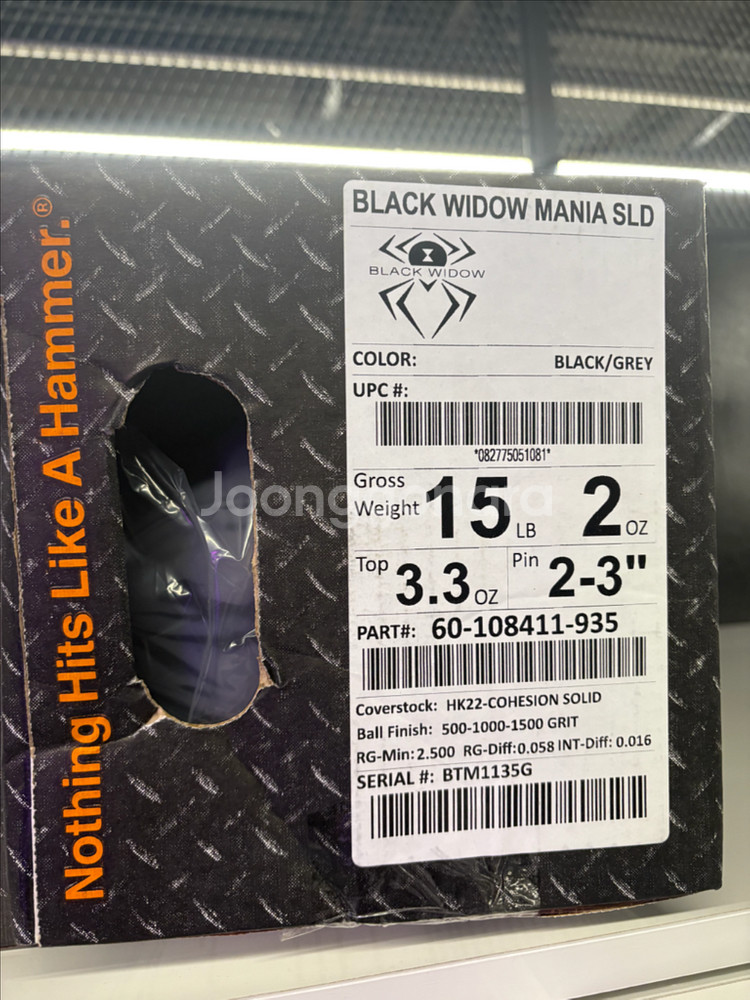 Nothing Hits Like A Hammer.®
BLACK WIDOW MANIA SLD
BLACK WIDOW
COLOR: BLACK/GREY
UPC #:
*082775051081*
Gross Weight 15 LB 2 OZ
Top 3.3 OZ Pin 2-3"
PART#: 60-108411-935
Coverstock: HK22-COHESION SOLID
Ball Finish: 500-1000-1500 GRIT
RG-Min: 2.500 RG-Diff:0.058 INT-Diff: 0.016
SERIAL #: BTM1135G
Joonggonara